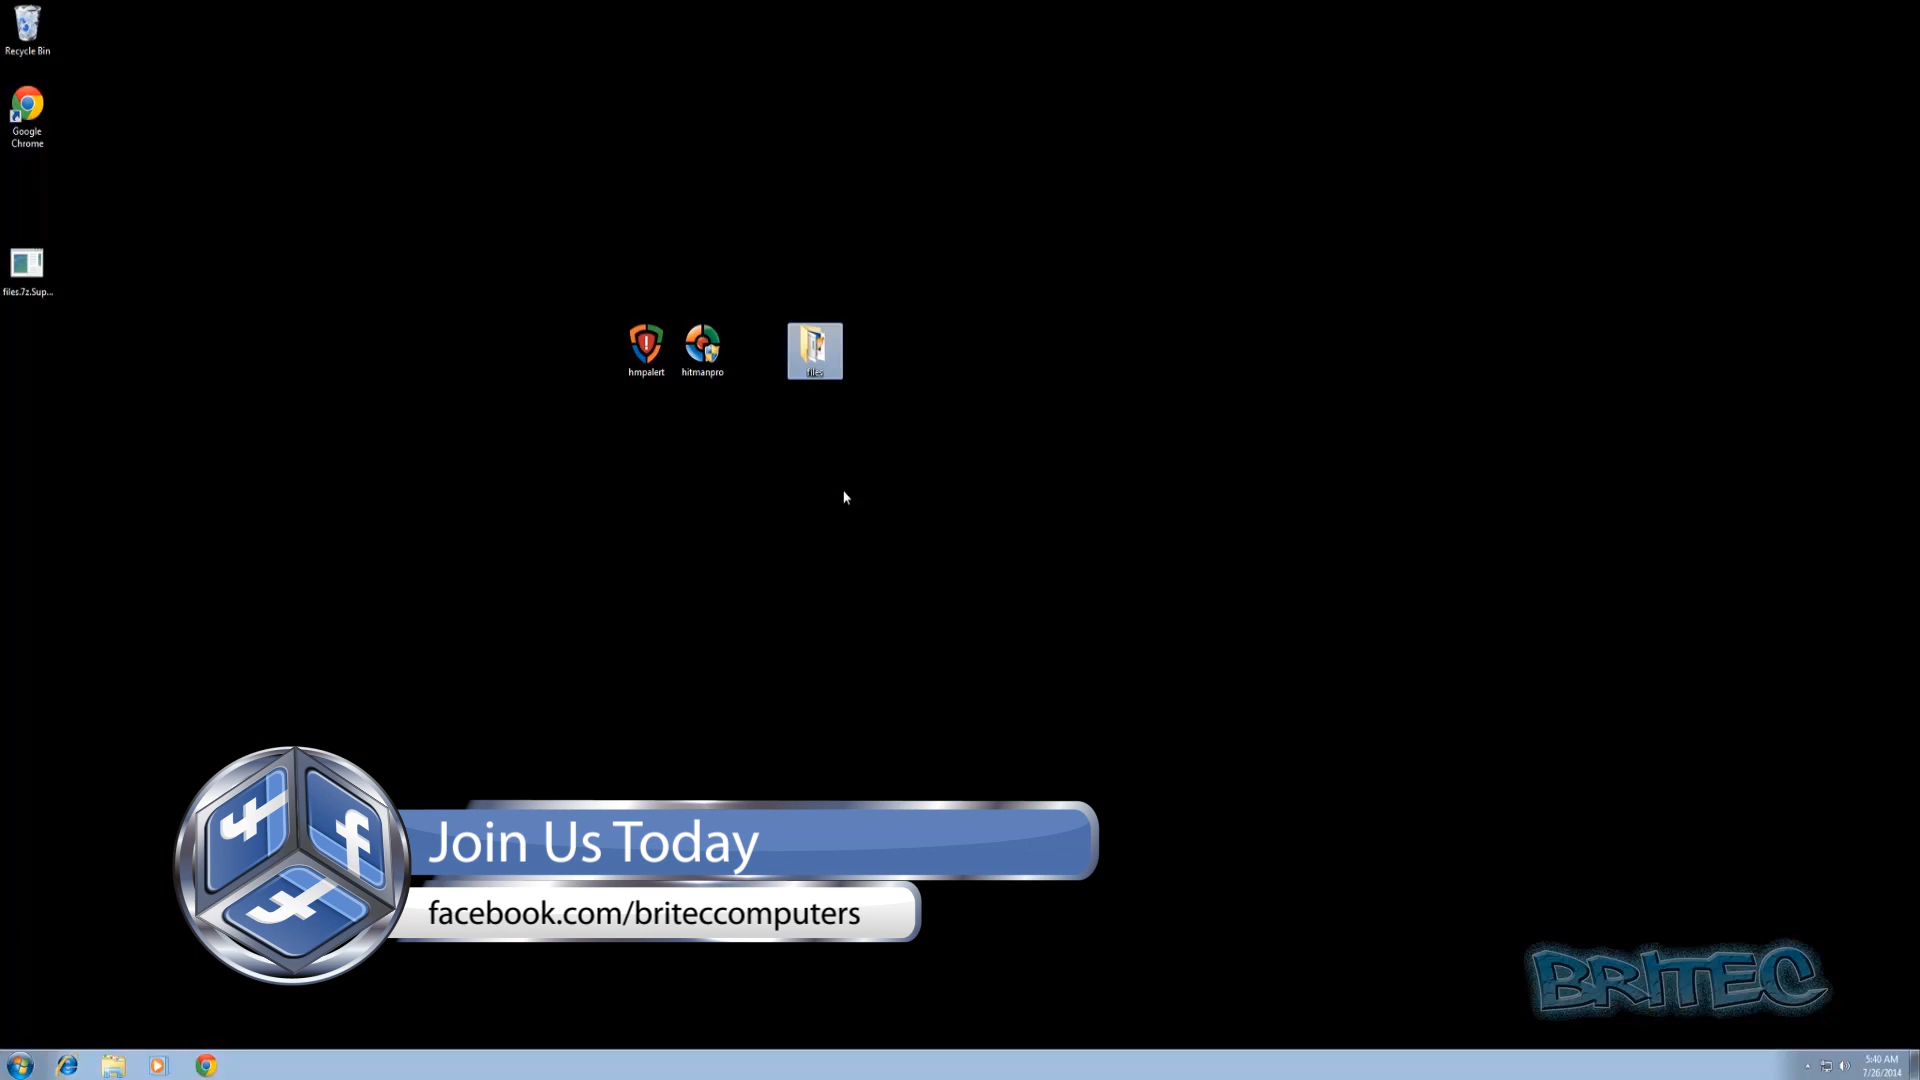 Recycle Bin
Google
Chrome
files.7z.Sup...
hmpalert
hitmanpro
files
Join Us Today
facebook.com/briteccomputers
BRITEC
5:40 AM
7/26/2014